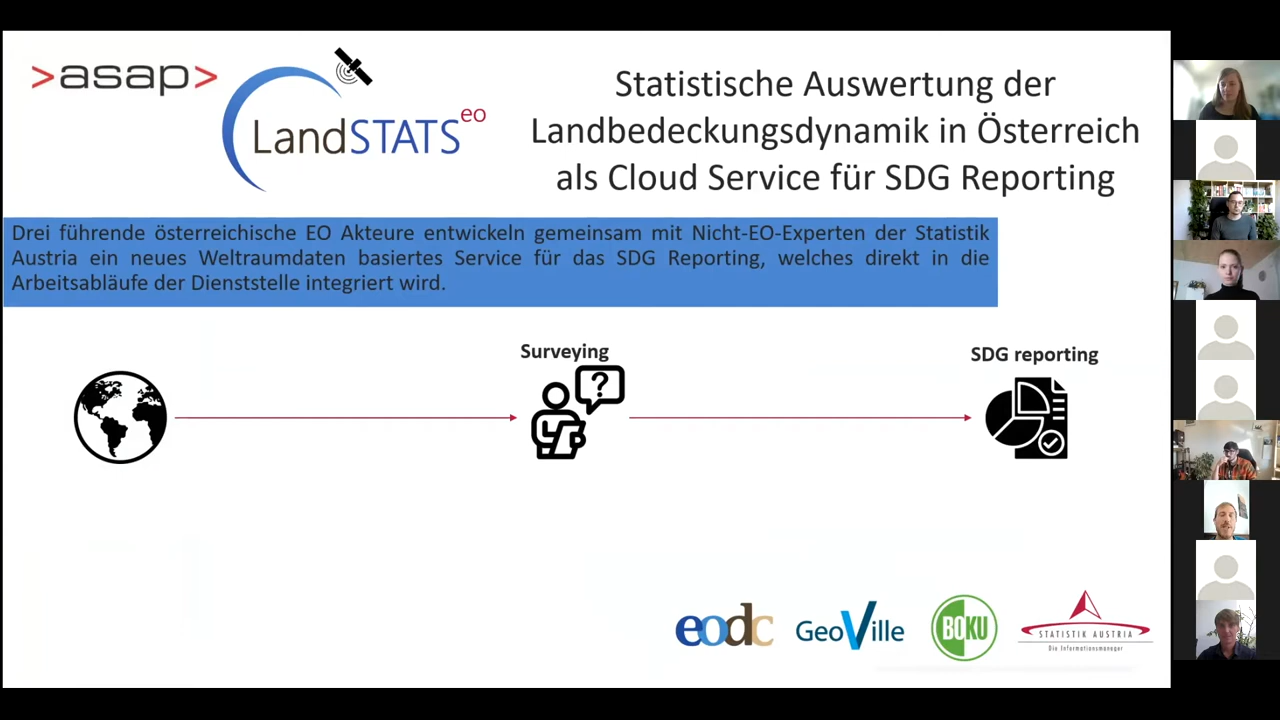 >asap>
LandSTATS eo
Statistische Auswertung der
Landbedeckungsdynamik in Österreich
als Cloud Service für SDG Reporting
Drei führende österreichische EO Akteure entwickeln gemeinsam mit Nicht-EO-Experten der Statistik
Austria ein neues Weltraumdaten basiertes Service für das SDG Reporting, welches direkt in die
Arbeitsabläufe der Dienststelle integriert wird.
Surveying
?
SDG reporting
eodc
GeoVille
BOKU
STATISTIK AUSTRIA
Die Informationsmanager